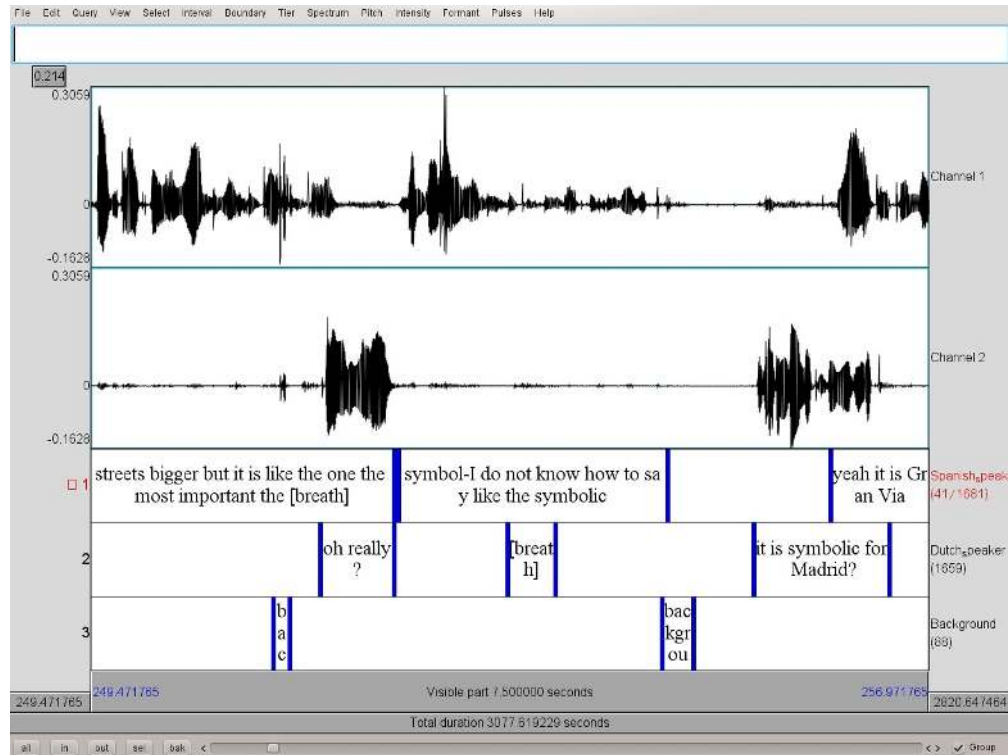 File Edit Query View Select Interval Boundary Tier Spectrum Pitch Intensity Formant Pulses Help
0.214
0.3059
0
-0.1628
Channel 1
0.3059
0
-0.1628
Channel 2
1
streets bigger but it is like the one the
most important the [breath]
symbol-I do not know how to sa
y like the symbolic
yeah it is Gr
an Via
Spanishspeak
(41/1681)
2
oh really
?
[breat
h]
it is symbolic for
Madrid?
Dutchspeaker
(1659)
3
b
a
c
bac
kgr
ou
Background
(88)
249.471765
249.471765 Visible part 7.500000 seconds 256.971765
2820.647464
Total duration 3077.619229 seconds
all in out sel bak < < > Group